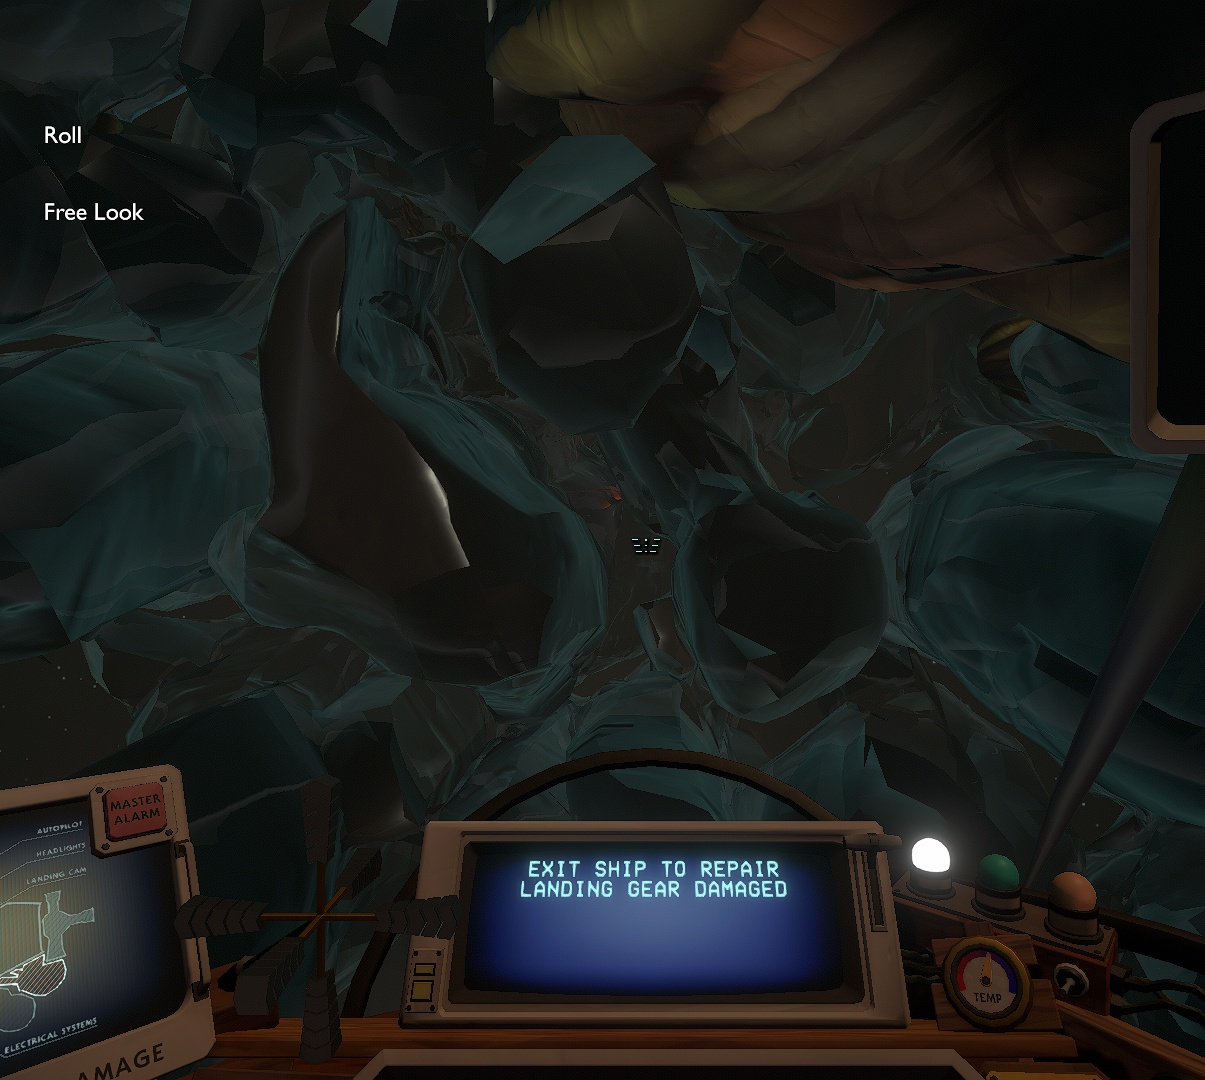 Roll
Free Look
MASTER
ALARM
AUTOPILOT
HEADLIGHTS
LANDING CAM
ELECTRICAL SYSTEMS
AMAGE
EXIT SHIP TO REPAIR
LANDING GEAR DAMAGED
TEMP